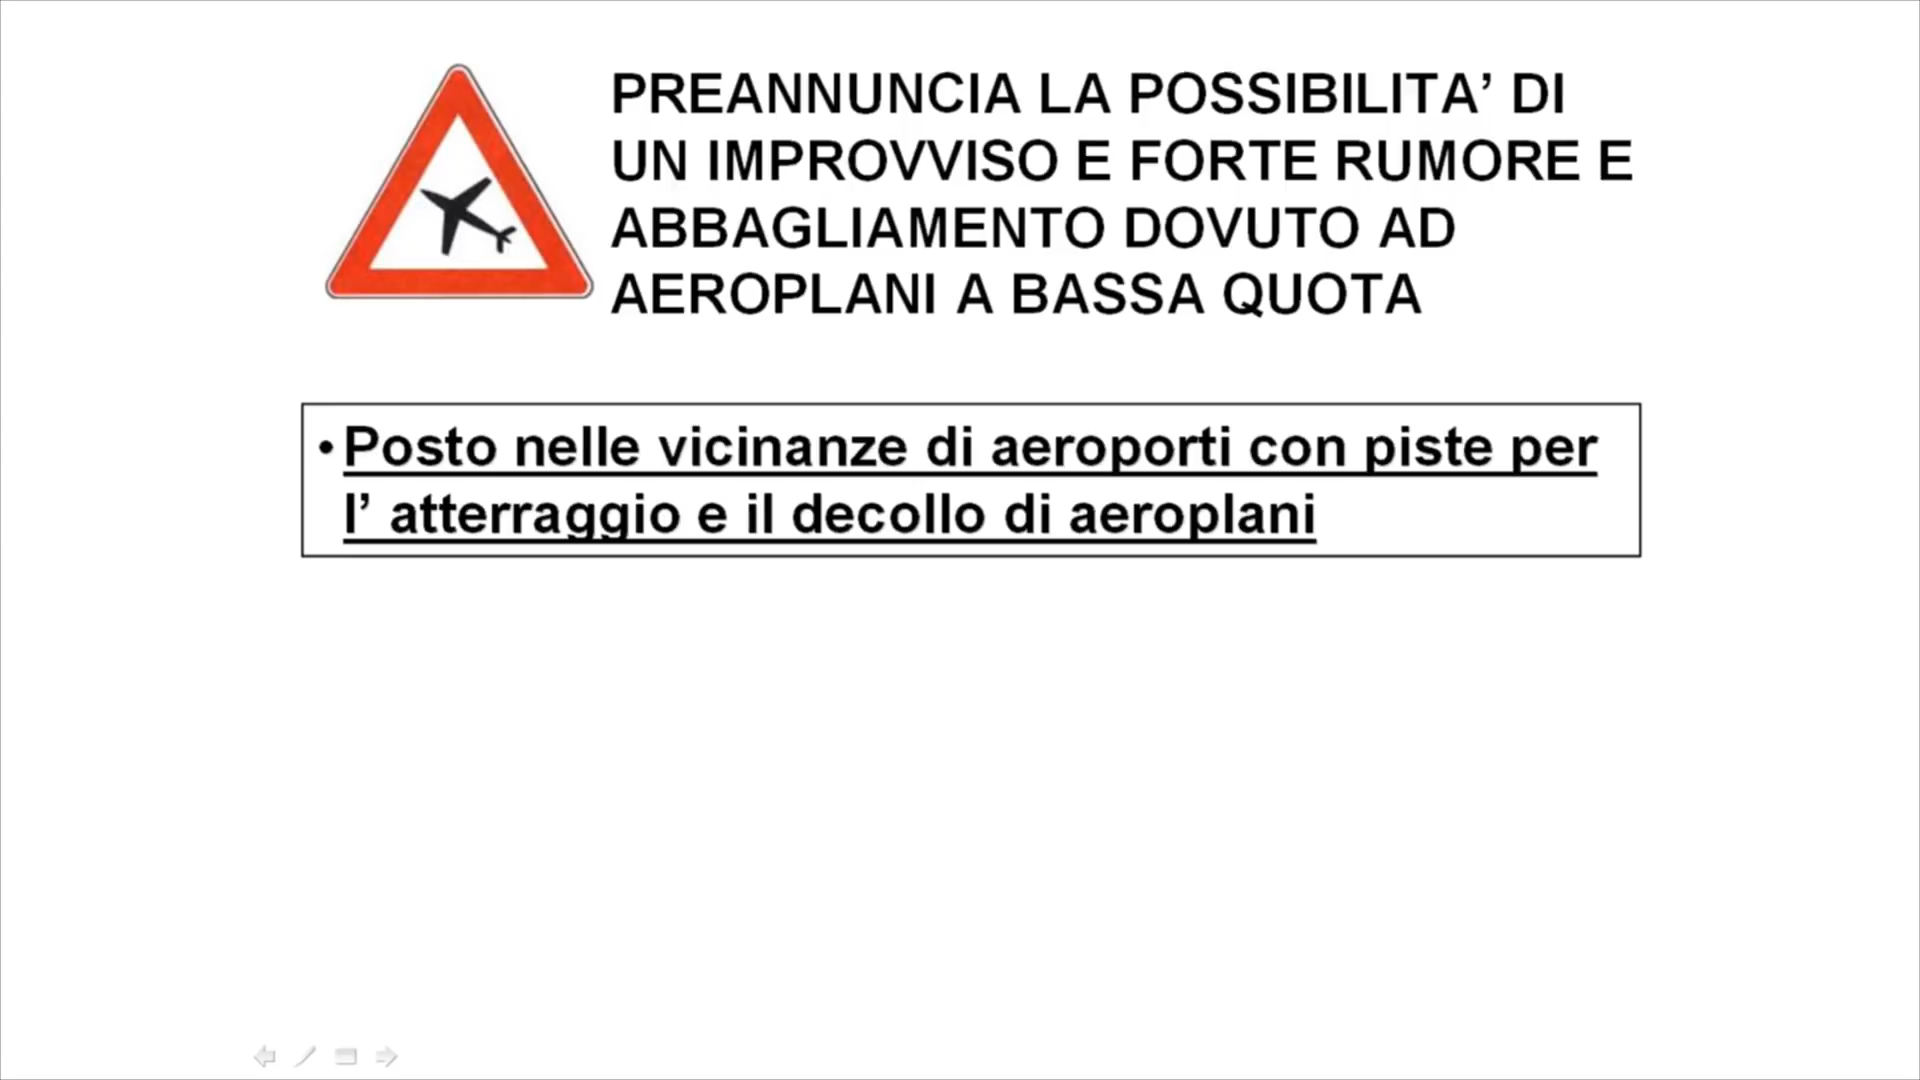 PREANNUNCIA LA POSSIBILITA’ DI
UN IMPROVVISO E FORTE RUMORE E
ABBAGLIAMENTO DOVUTO AD
AEROPLANI A BASSA QUOTA
• Posto nelle vicinanze di aeroporti con piste per
l’ atterraggio e il decollo di aeroplani